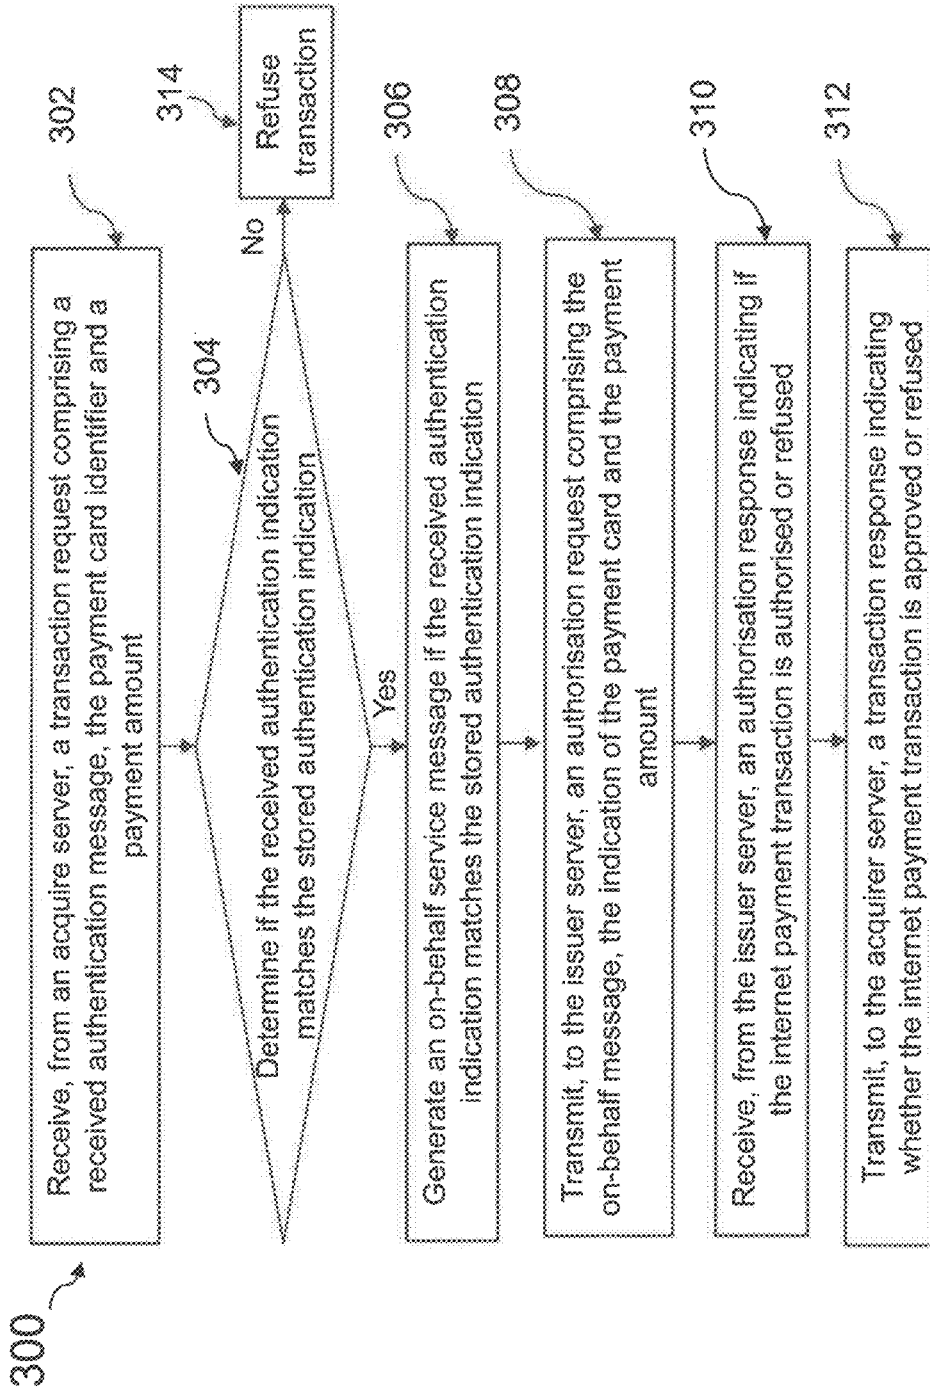 300
302
Receive, from an acquire server, a transaction request comprising a
received authentication message, the payment card identifier and a
payment amount
304
Determine if the received authentication indication
matches the stored authentication indication
No
314
Refuse
transaction
Yes
306
Generate an on-behalf service message if the received authentication
indication matches the stored authentication indication
308
Transmit, to the issuer server, an authorisation request comprising the
on-behalf message, the indication of the payment card and the payment
amount
310
Receive, from the issuer server, an authorisation response indicating if
the internet payment transaction is authorised or refused
312
Transmit, to the acquirer server, a transaction response indicating
whether the internet payment transaction is approved or refused